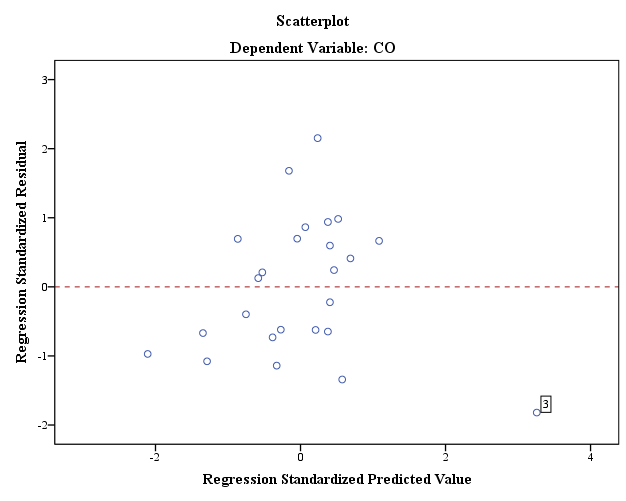 Scatterplot
Dependent Variable: CO
Regression Standardized Residual
3
2
1
0
-1
-2
3
-2
0
2
4
Regression Standardized Predicted Value